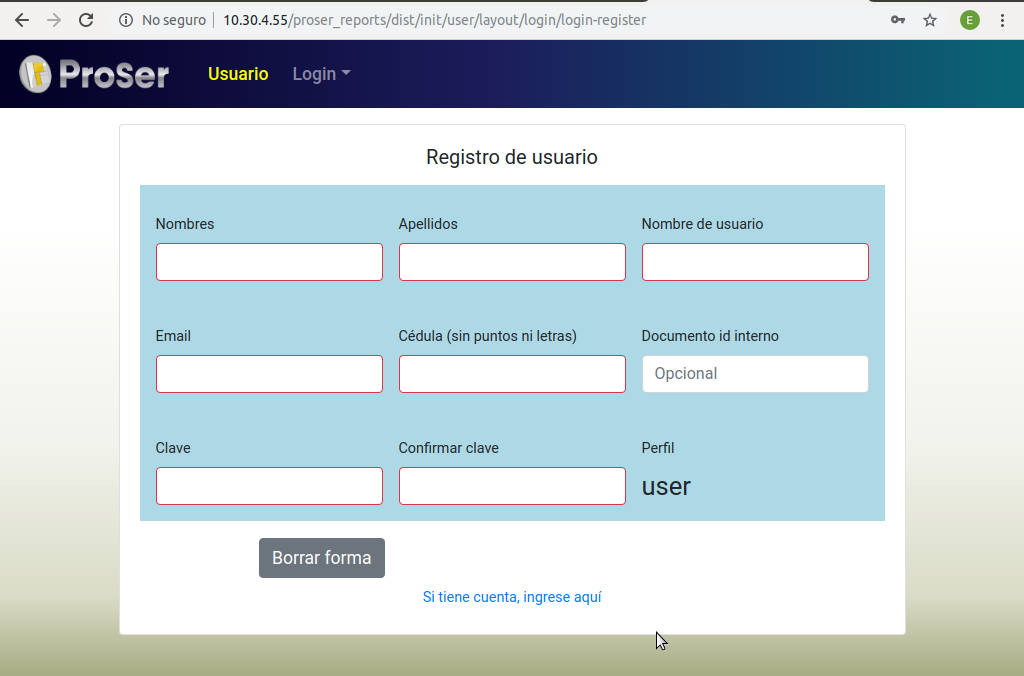 No seguro 10.30.4.55/proser_reports/dist/init/user/layout/login/login-register E
ProSer Usuario Login
Registro de usuario
Nombres Apellidos Nombre de usuario
Email Cédula (sin puntos ni letras) Documento id interno
Opcional
Clave Confirmar clave Perfil
user
Borrar forma
Si tiene cuenta, ingrese aquí